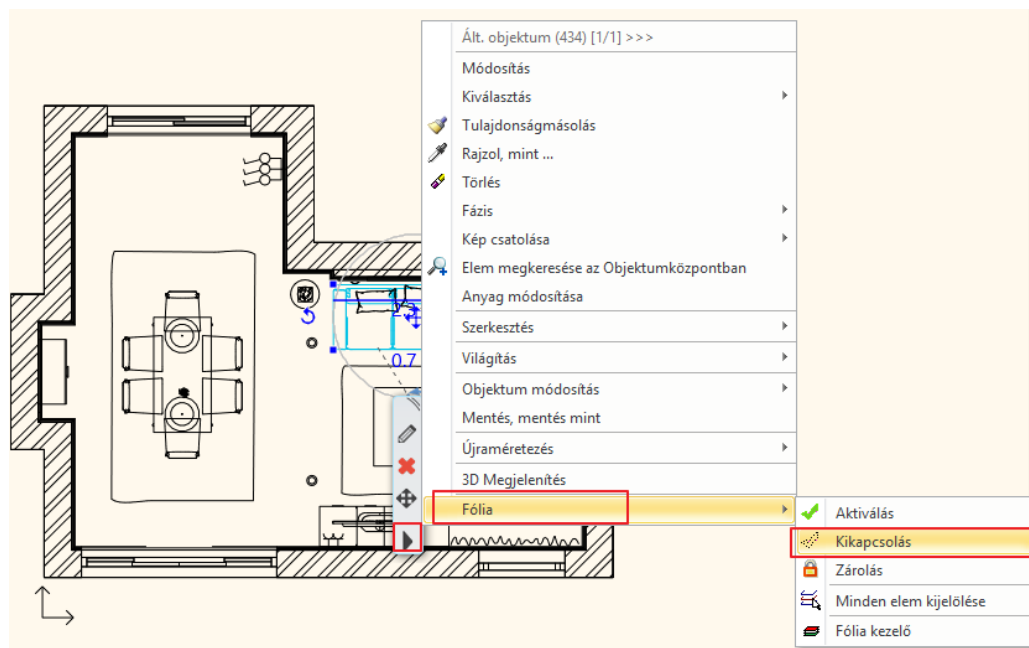 Ált. objektum (434) [1/1] >>>
Módosítás
Kiválasztás
Tulajdonságmásolás
Rajzol, mint ...
Törlés
Fázis
Kép csatolása
Elem megkeresése az Objektumközpontban
Anyag módosítása
Szerkesztés
Világítás
Objektum módosítás
Mentés, mentés mint
Újraméretezés
3D Megjelenítés
Fólia
Aktiválás
Kikapcsolás
Zárolás
Minden elem kijelölése
Fólia kezelő
0.7